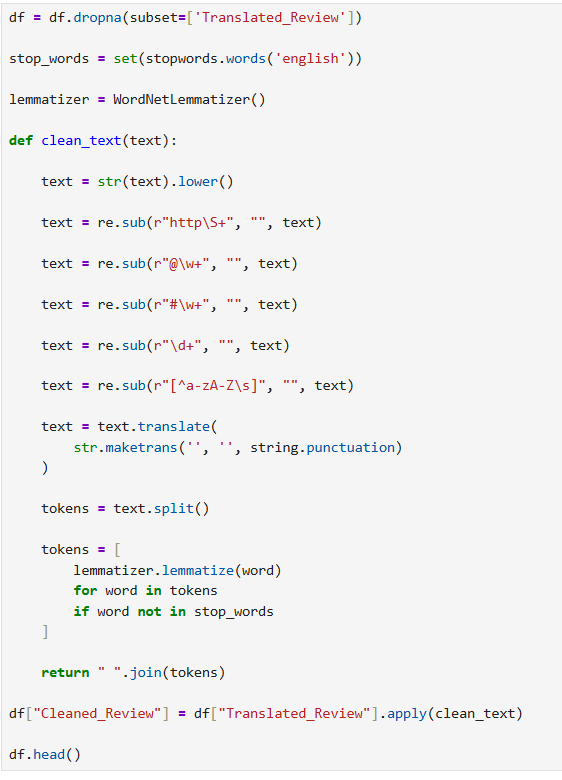 df = df.dropna(subset=['Translated_Review'])
stop_words = set(stopwords.words('english'))
lemmatizer = WordNetLemmatizer()
def clean_text(text):
    text = str(text).lower()
    text = re.sub(r"http\S+", "", text)
    text = re.sub(r"@\w+", "", text)
    text = re.sub(r"#\w+", "", text)
    text = re.sub(r"\d+", "", text)
    text = re.sub(r"[^a-zA-Z\s]", "", text)
    text = text.translate(
        str.maketrans('', '', string.punctuation)
    )
    tokens = text.split()
    tokens = [
        lemmatizer.lemmatize(word)
        for word in tokens
        if word not in stop_words
    ]
    return " ".join(tokens)
df["Cleaned_Review"] = df["Translated_Review"].apply(clean_text)
df.head()